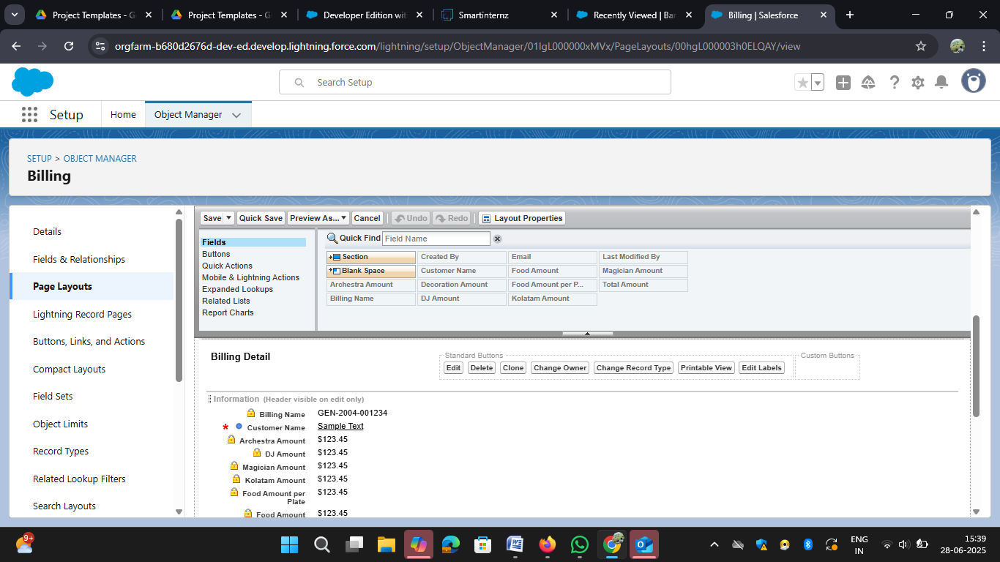 Project Templates - G
Project Templates - G
Developer Edition wit
Smartinternz
Recently Viewed | Bar
Billing | Salesforce
orgfarm-b680d2676d-dev-ed.develop.lightning.force.com/lightning/setup/ObjectManager/01IgL000000xMVx/PageLayouts/00hgL000003h0ELQAY/view
Search Setup
Setup
Home
Object Manager
SETUP > OBJECT MANAGER
Billing
Details
Fields & Relationships
Page Layouts
Lightning Record Pages
Buttons, Links, and Actions
Compact Layouts
Field Sets
Object Limits
Record Types
Related Lookup Filters
Search Layouts
Save Quick Save Preview As... Cancel Undo Redo Layout Properties
Fields
Buttons
Quick Actions
Mobile & Lightning Actions
Expanded Lookups
Related Lists
Report Charts
Quick Find Field Name
Section Created By Email Last Modified By
Blank Space Customer Name Food Amount Magician Amount
Archestra Amount Decoration Amount Food Amount per P... Total Amount
Billing Name DJ Amount Kolatam Amount
Billing Detail
Standard Buttons
Edit Delete Clone Change Owner Change Record Type Printable View Edit Labels
Custom Buttons
Information (Header visible on edit only)
Billing Name GEN-2004-001234
* Customer Name Sample Text
Archestra Amount $123.45
DJ Amount $123.45
Magician Amount $123.45
Kolatam Amount $123.45
Food Amount per $123.45
Plate
Food Amount $123.45
9+
ENG
IN
15:39
28-06-2025